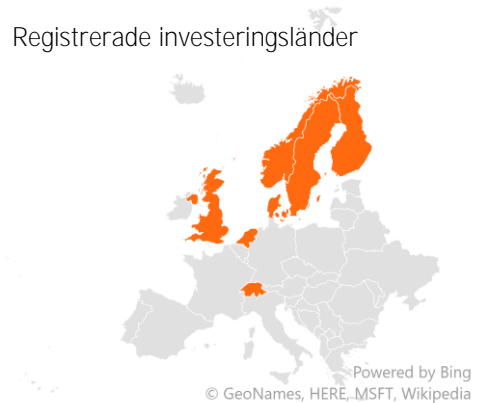 Registrerade investeringsländer
Powered by Bing
© GeoNames, HERE, MSFT, Wikipedia